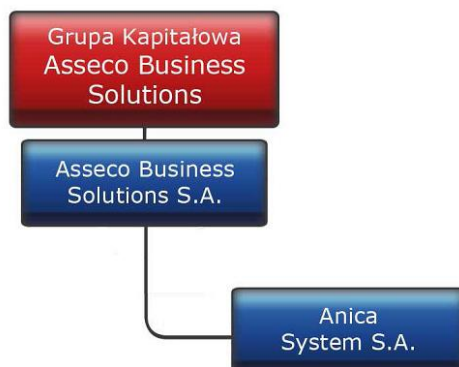 Grupa Kapitałowa
Asseco Business
Solutions
Asseco Business
Solutions S.A.
Anica
System S.A.